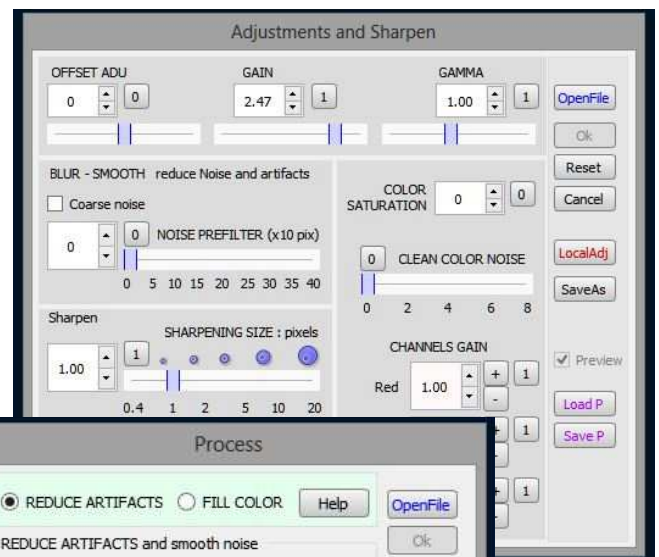 Adjustments and Sharpen
OFFSET ADU GAIN GAMMA
0 0 2.47 1 1.00 1 OpenFile
Ok
BLUR - SMOOTH reduce Noise and artifacts
Reset
Coarse noise
COLOR SATURATION 0 0
Cancel
0 0 NOISE PREFILTER (x10 pix)
0 5 10 15 20 25 30 35 40
0 CLEAN COLOR NOISE
0 2 4 6 8
LocalAdj
SaveAs
Sharpen
SHARPENING SIZE : pixels
1.00 1
0.4 1 2 5 10 20
CHANNELS GAIN
Red 1.00 + 1
-
Preview
Load P
+ 1
-
Save P
+ 1
-
Process
REDUCE ARTIFACTS FILL COLOR Help OpenFile
REDUCE ARTIFACTS and smooth noise
Ok